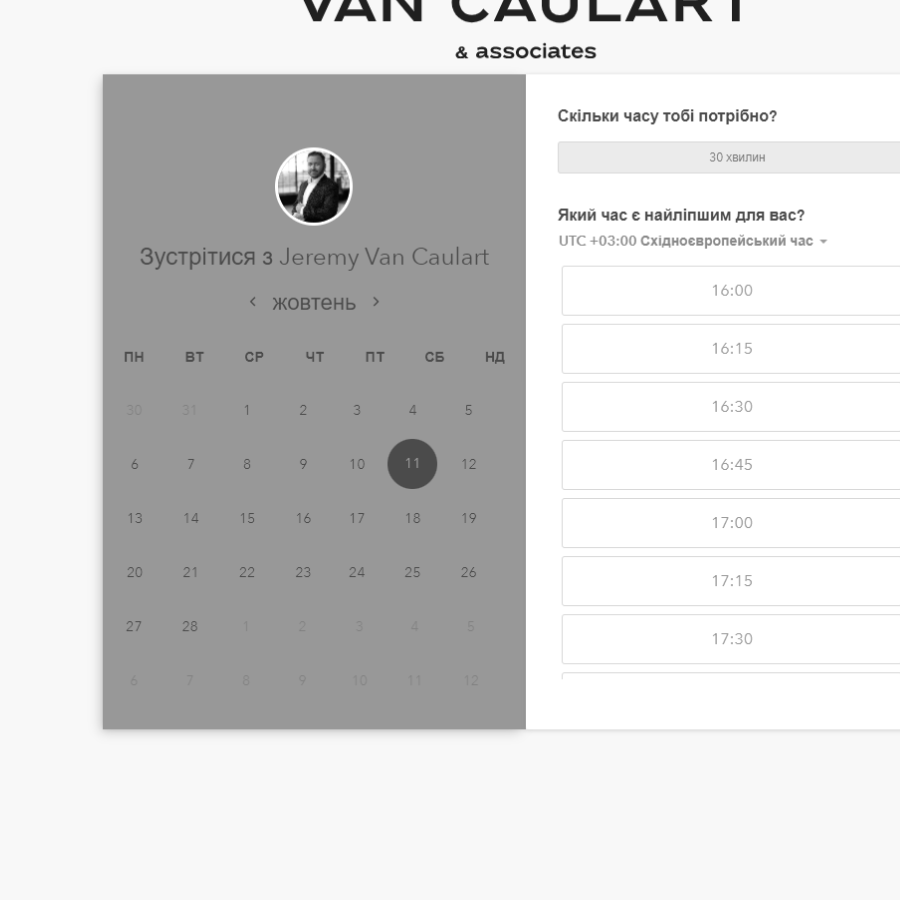 VAN CAULART
& associates
Зустрітися з Jeremy Van Caulart
жовтень
ПН ВТ СР ЧТ ПТ СБ НД
30 31 1 2 3 4 5
6 7 8 9 10 11 12
13 14 15 16 17 18 19
20 21 22 23 24 25 26
27 28 1 2 3 4 5
6 7 8 9 10 11 12
Скільки часу тобі потрібно?
30 хвилин
Який час є найліпшим для вас?
UTC +03:00 Східноєвропейський час
16:00
16:15
16:30
16:45
17:00
17:15
17:30